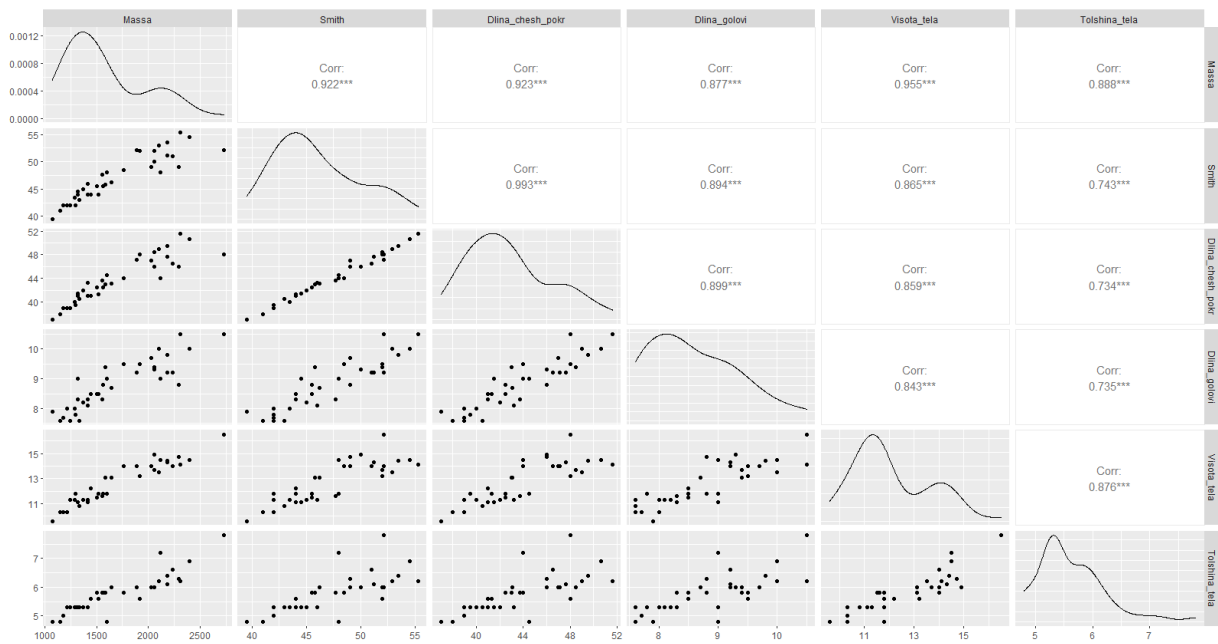 Massa Smith Dlina_chesh_pokr Dlina_golovi Visota_tela Tolshina_tela
0.0012
0.0008
0.0004
0.0000
Corr:
0.922***
Corr:
0.923***
Corr:
0.877***
Corr:
0.955***
Corr:
0.888***
Massa
55
50
45
40
Corr:
0.993***
Corr:
0.894***
Corr:
0.865***
Corr:
0.743***
Smith
52
48
44
40
Corr:
0.899***
Corr:
0.859***
Corr:
0.734***
Dlina_chesh_pokr
10
9
8
Corr:
0.843***
Corr:
0.735***
Dlina_golovi
15
13
11
Corr:
0.876***
Visota_tela
7
6
5
Tolshina_tela
1000 1500 2000 2500 40 45 50 55 40 44 48 52 8 9 10 11 13 15 5 6 7